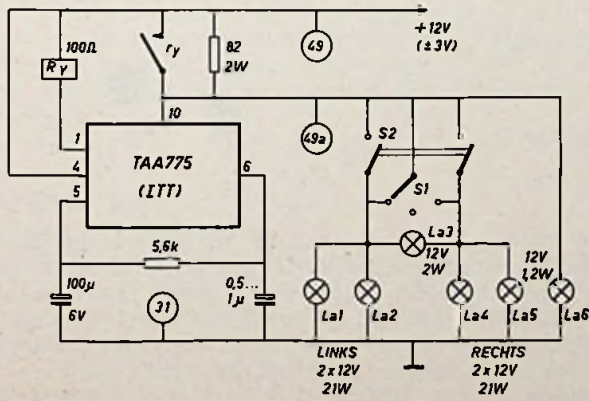 100Ω
Ry
ry
82
2W
49
+12V
(±3V)
10
1
4
5
TAA775
(ITT)
6
49a
S2
S1
5,6k
La3
12V
2W
12V
1,2W
100µ
6V
31
0,5...
1µ
La1
La2
La4
La5
La6
LINKS
2x12V
21W
RECHTS
2x12V
21W